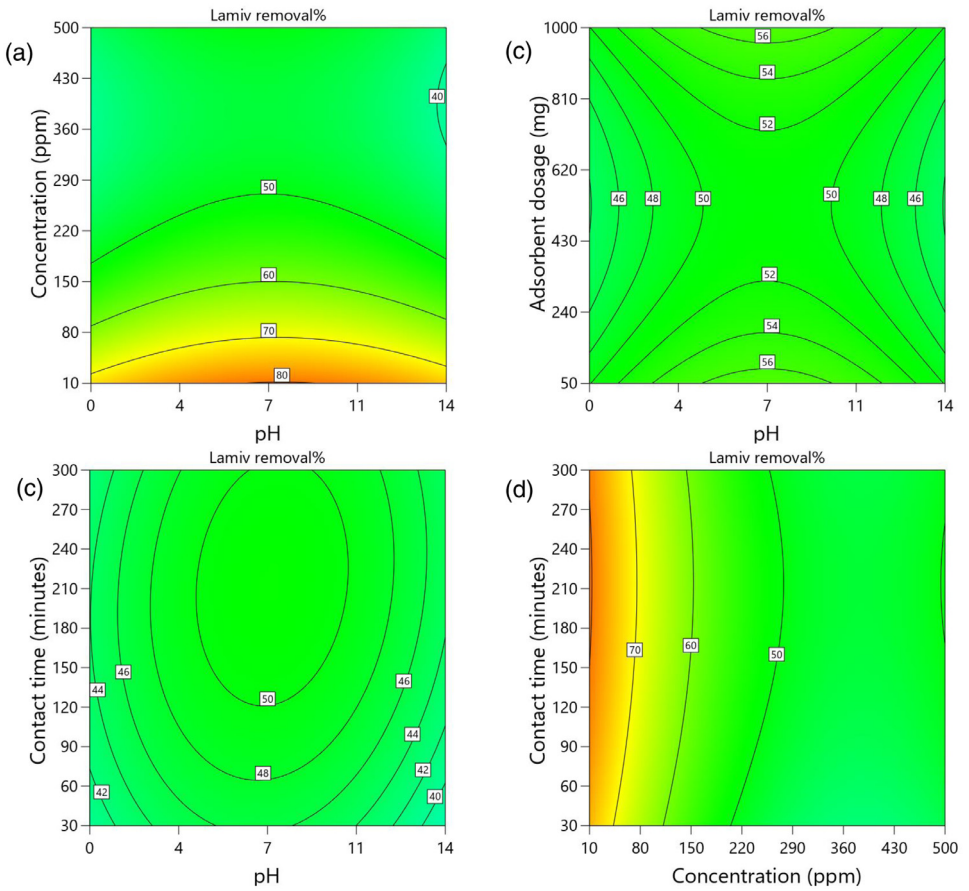 Lamiv removal%
(a)
Concentration (ppm)
500
430
360
290
220
150
80
10
40
50
60
70
80
0 4 7 11 14
pH
Lamiv removal%
(c)
Adsorbent dosage (mg)
1000
810
620
430
240
50
56
54
52
46 48 50 50 48 46
52
54
56
0 4 7 11 14
pH
Lamiv removal%
(c)
Contact time (minutes)
300
270
240
210
180
150
120
90
60
30
44
46
50
48
42
46
44
42
40
0 4 7 11 14
pH
Lamiv removal%
(d)
Contact time (minutes)
300
270
240
210
180
150
120
90
60
30
70 60 50
10 80 150 220 290 360 430 500
Concentration (ppm)